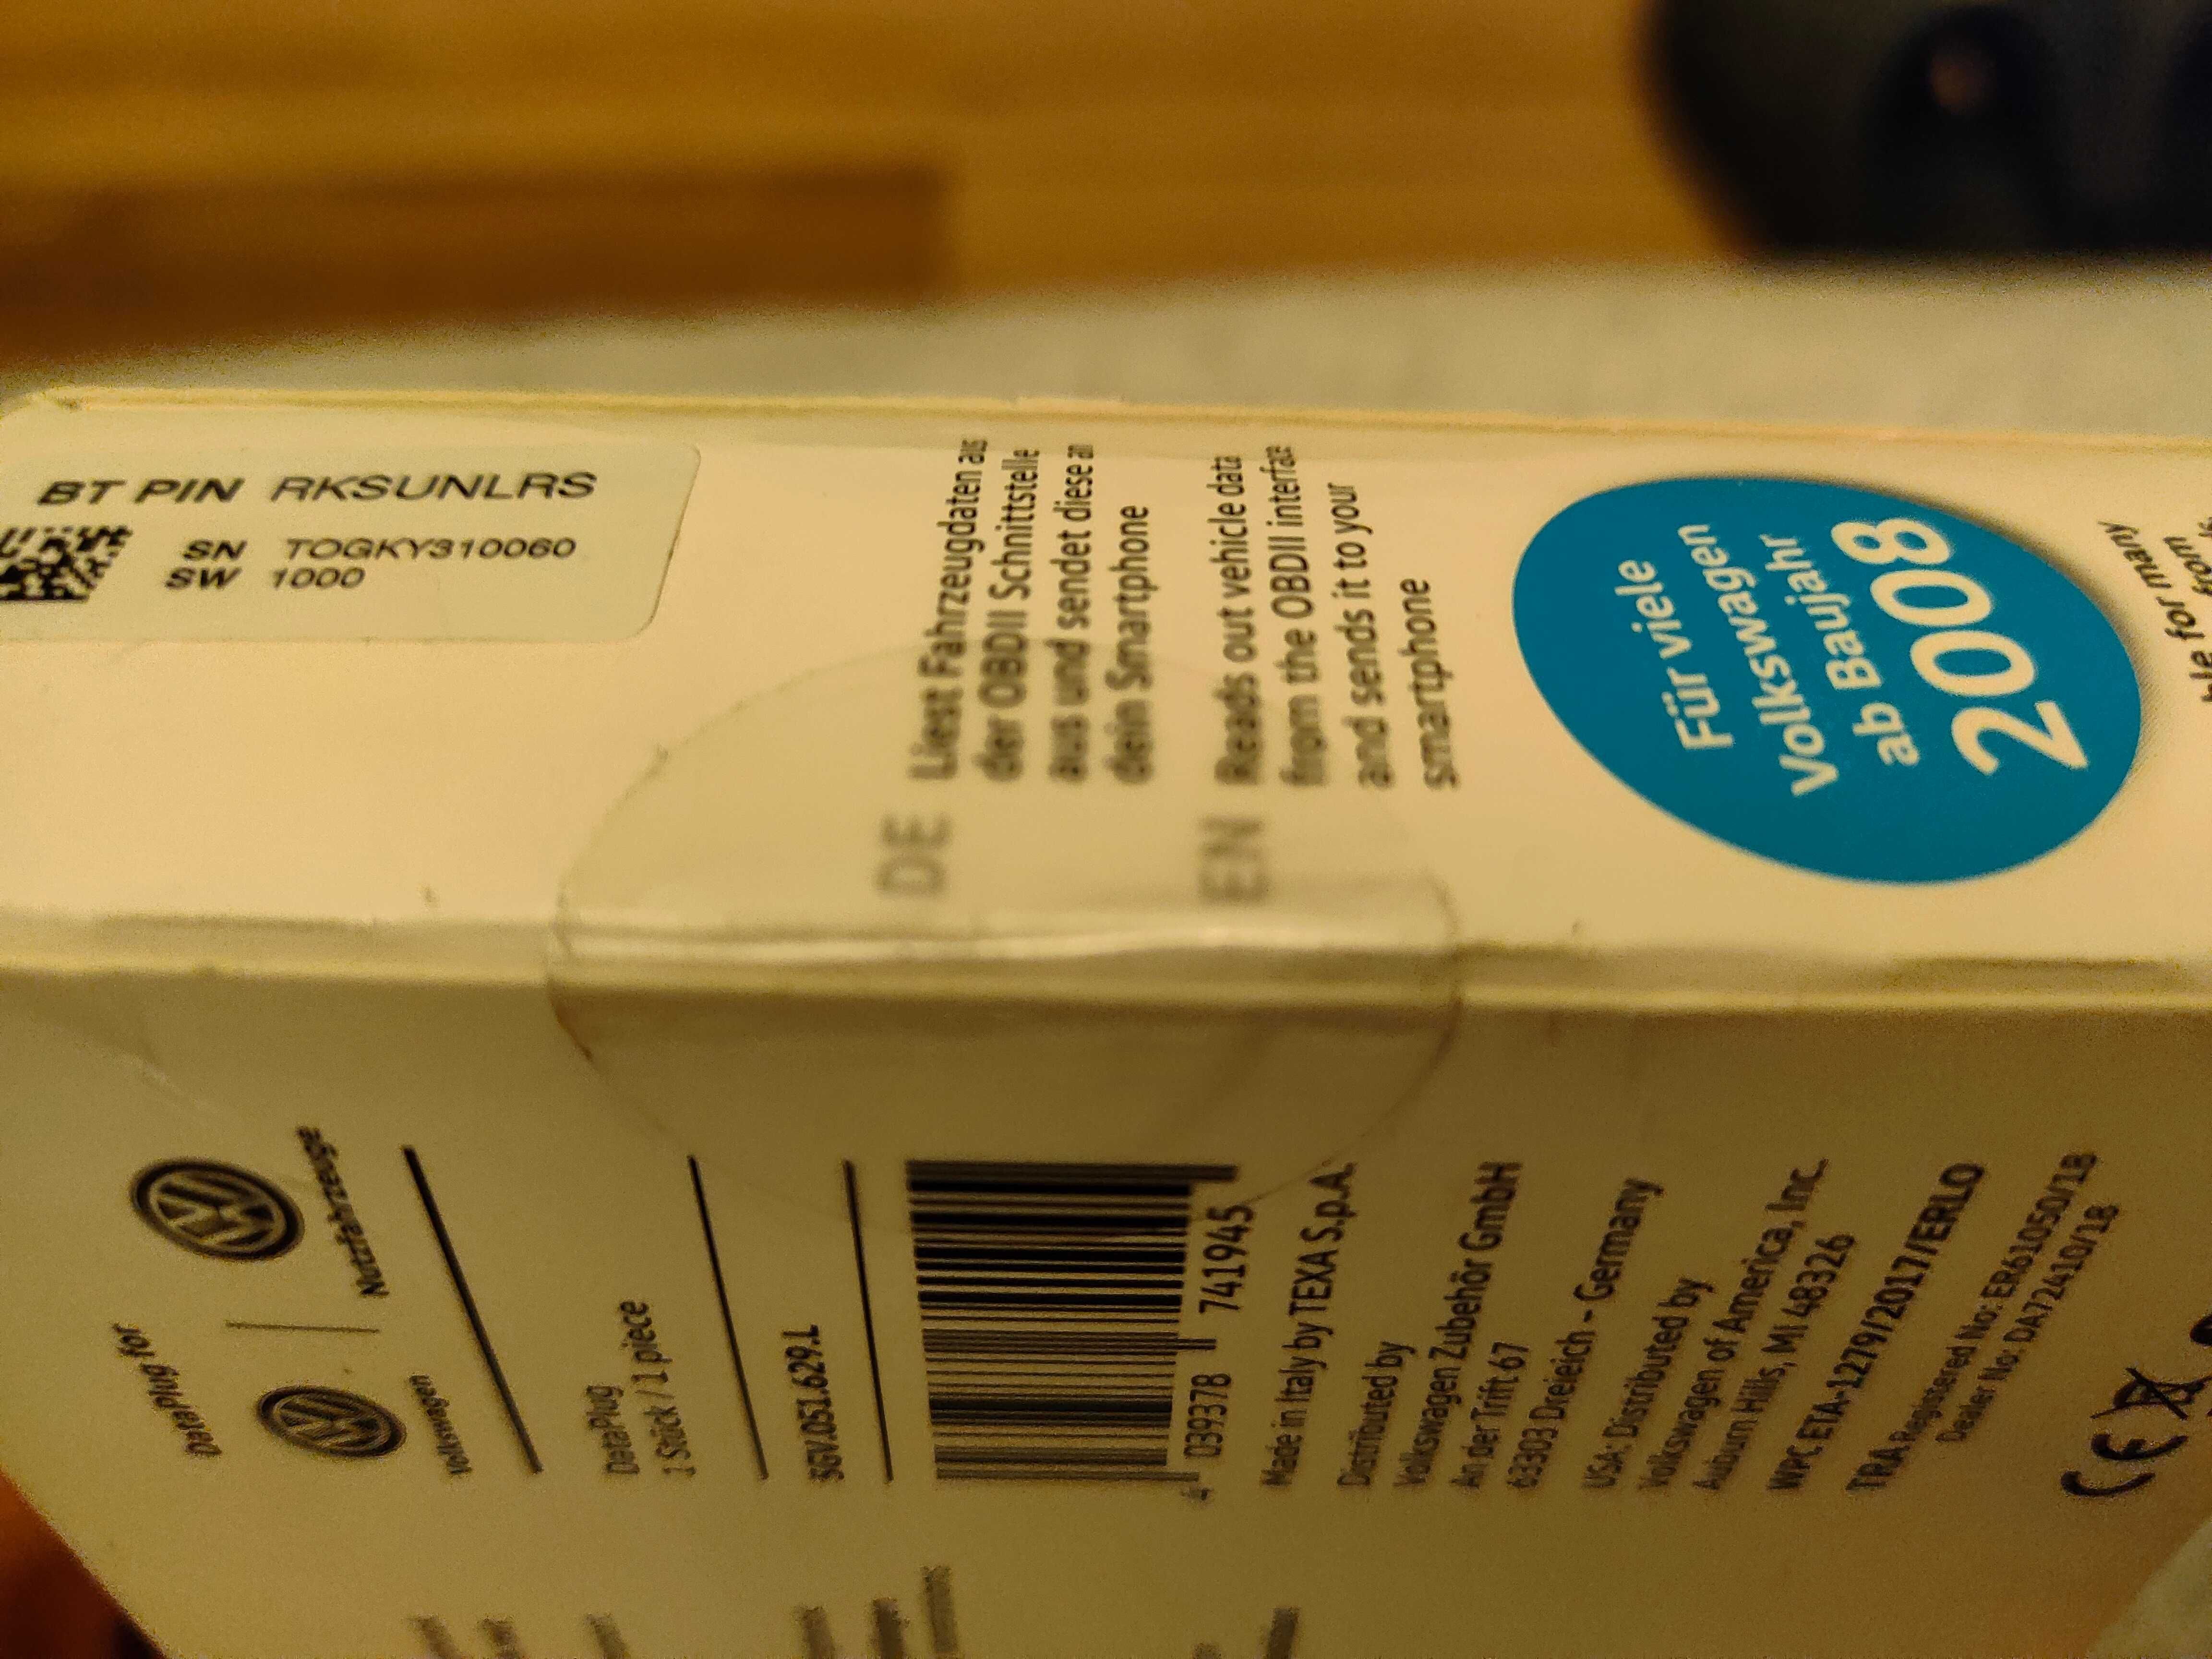 BT PIN RKSUNLRS
SN TOGKY310060
SW 1000
DE
Liest Fahrzeugdaten aus
der OBDII Schnittstelle
aus und sendet diese an
dein Smartphone
EN
Reads out vehicle data
from the OBDII interface
and sends it to your
smartphone
Für viele
Volkswagen
ab Baujahr
2008
for many
from
DataPlug for
Volkswagen
Nutzfahrzeuge
DataPlug
1 Stück / 1 piece
5GV.051.629.L
4 039378 741945
Made in Italy by TEXA S.p.A.
Distributed by
Volkswagen Zubehör GmbH
An der Trift 67
63303 Dreieich - Germany
USA: Distributed by
Volkswagen of America, Inc.
Auburn Hills, MI 48326
WPC ETA-1279/2017/ERLO
TRA Registered No: ER61050/18
Dealer No: DA72410/18
CE